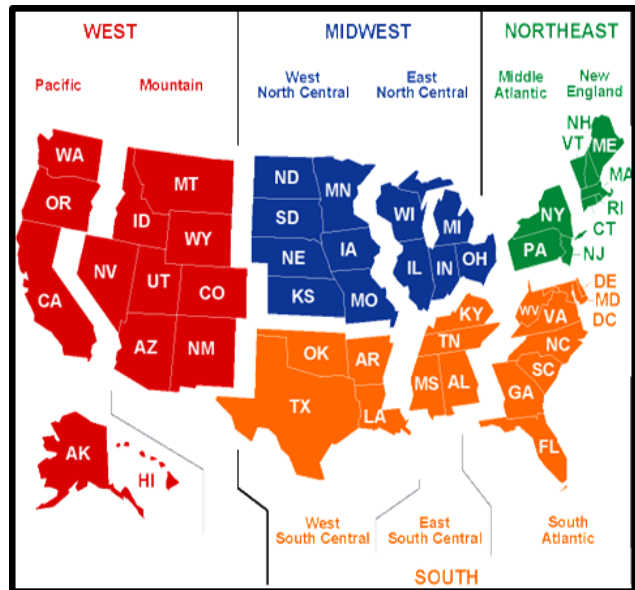 WEST
MIDWEST
NORTHEAST
Pacific
Mountain
West
North Central
East
North Central
Middle
Atlantic
New
England
WA
OR
CA
MT
ID
WY
NV
UT
CO
AZ
NM
AK
HI
ND
SD
NE
KS
MN
IA
MO
WI
MI
IL
IN
OH
NH
VT
ME
MA
RI
CT
NY
PA
NJ
OK
AR
TX
LA
KY
TN
MS
AL
DE
MD
DC
WV
VA
NC
SC
GA
FL
West
South Central
East
South Central
South
Atlantic
SOUTH